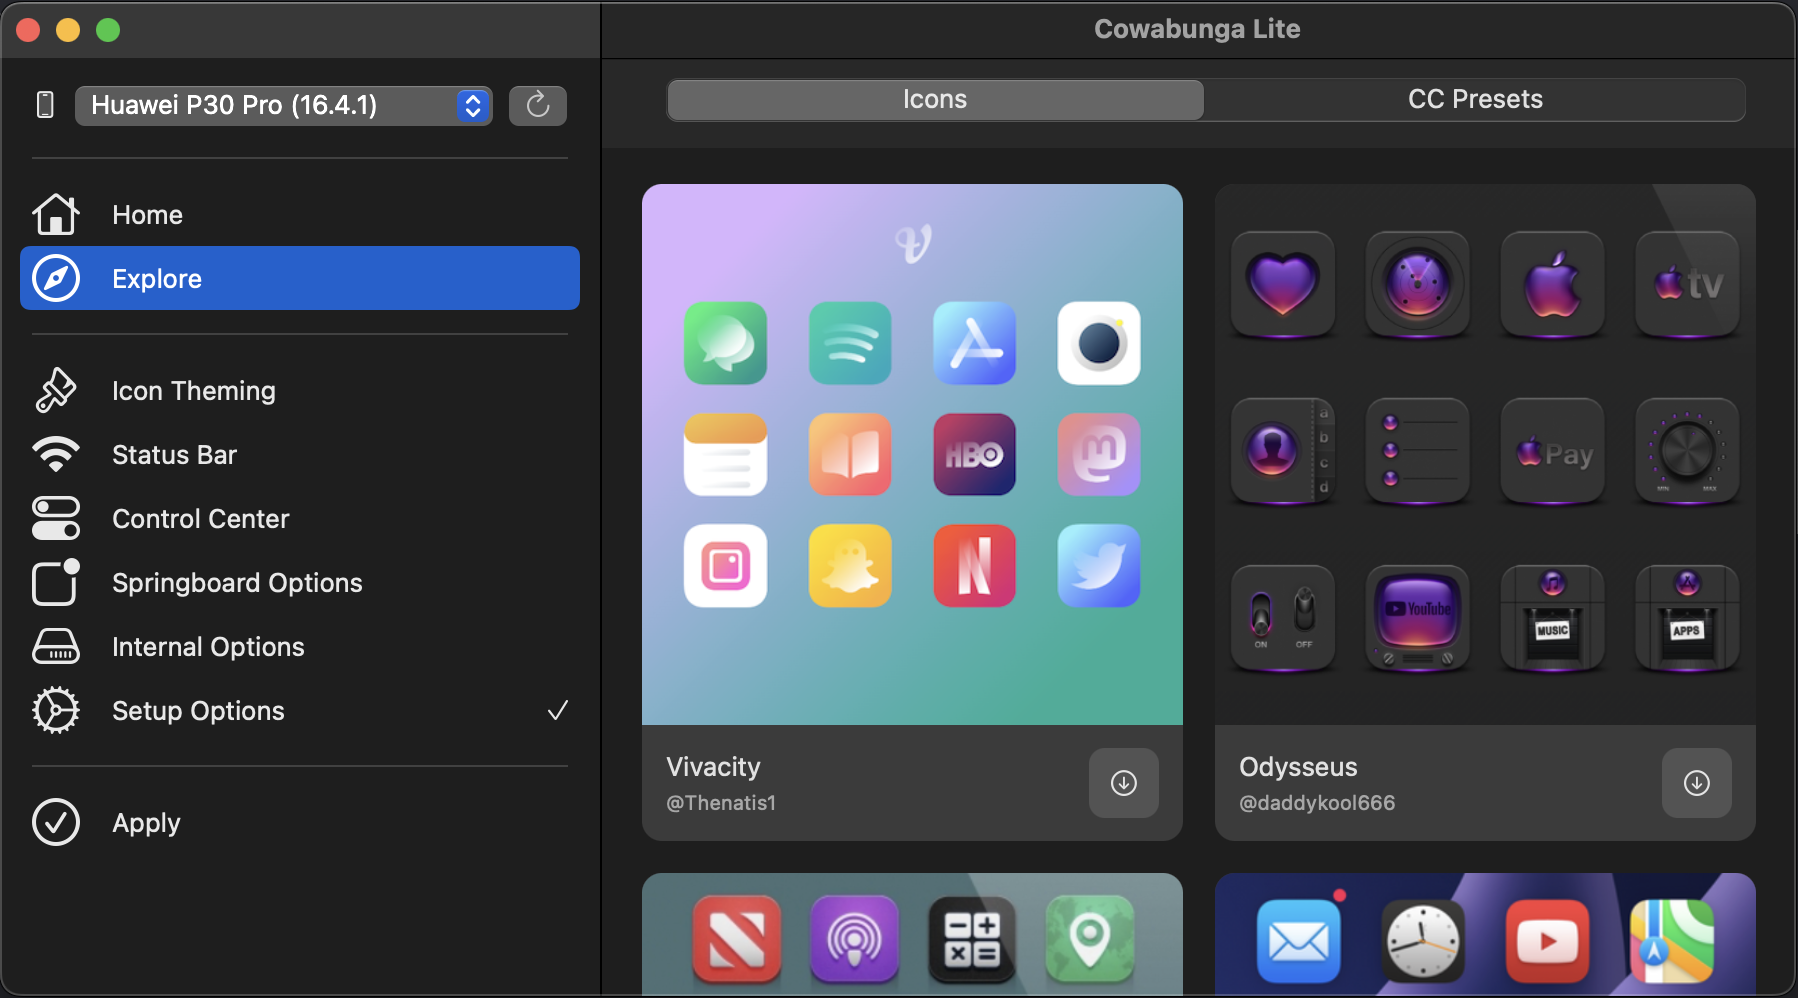 Cowabunga Lite
Huawei P30 Pro (16.4.1)
Home
Explore
Icon Theming
Status Bar
Control Center
Springboard Options
Internal Options
Setup Options
Apply
Icons
CC Presets
HBO
Vivacity
@Thenatis1
tv
a
b
c
d
Pay
MIN MAX
ON OFF
YouTube
MUSIC
APPS
Odysseus
@daddykool666